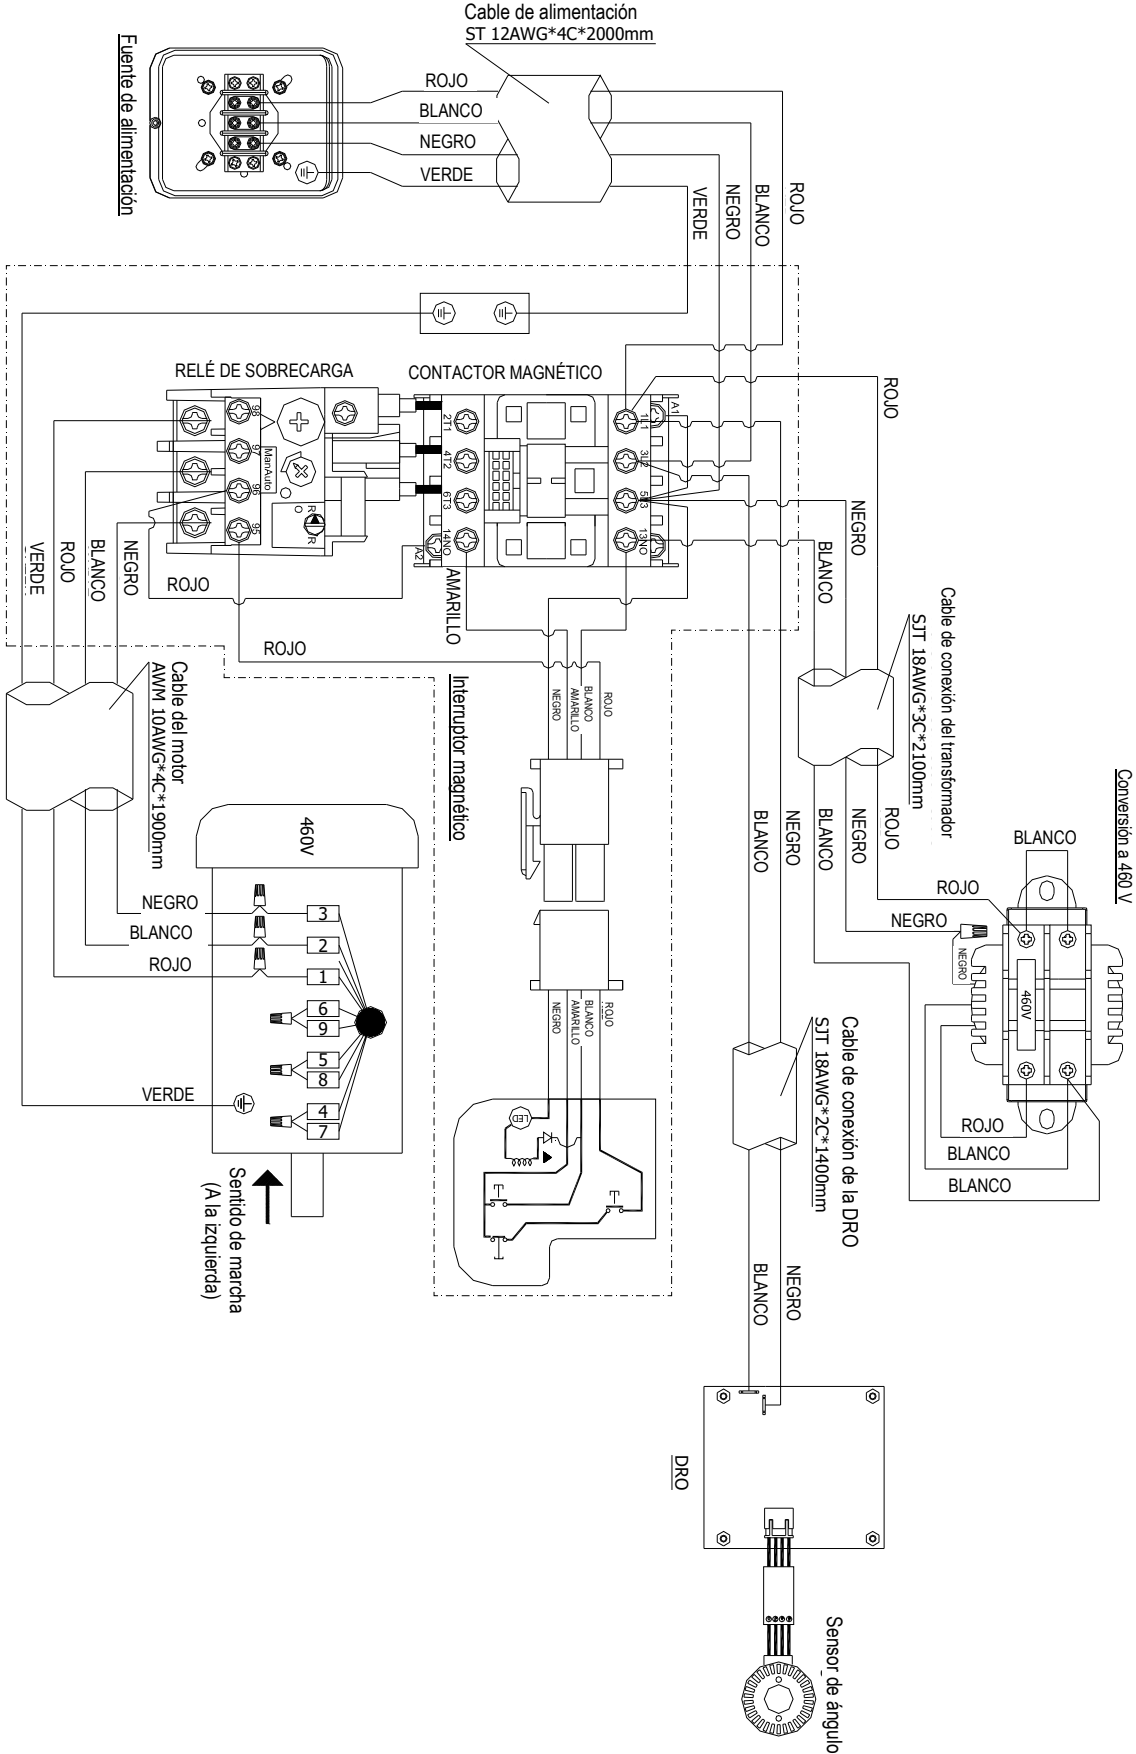 Cable de alimentación
ST 12AWG*4C*2000mm
Fuente de alimentación
ROJO
BLANCO
NEGRO
VERDE
ROJO
BLANCO
NEGRO
VERDE
RELÉ DE SOBRECARGA
CONTACTOR MAGNÉTICO
98
97
96
95
ManAuto
R
R
2T1
4T2
6T3
14NO
A2
1L1
3L2
5L3
13NO
A1
ROJO
NEGRO
BLANCO
VERDE
ROJO
BLANCO
NEGRO
ROJO
AMARILLO
ROJO
Cable de conexión del transformador
SJT 18AWG*3C*2100mm
Cable del motor
AWM 10AWG*4C*1900mm
Interruptor magnético
ROJO
BLANCO
AMARILLO
NEGRO
NEGRO
BLANCO
ROJO
NEGRO
BLANCO
Conversión a 460 V
BLANCO
ROJO
NEGRO
NEGRO
460V
ROJO
BLANCO
BLANCO
460V
NEGRO
BLANCO
ROJO
3
2
1
6
9
5
8
4
7
VERDE
Sentido de marcha
(A la izquierda)
ROJO
BLANCO
AMARILLO
NEGRO
LED
Cable de conexión de la DRO
SJT 18AWG*2C*1400mm
NEGRO
BLANCO
DRO
Sensor de ángulo